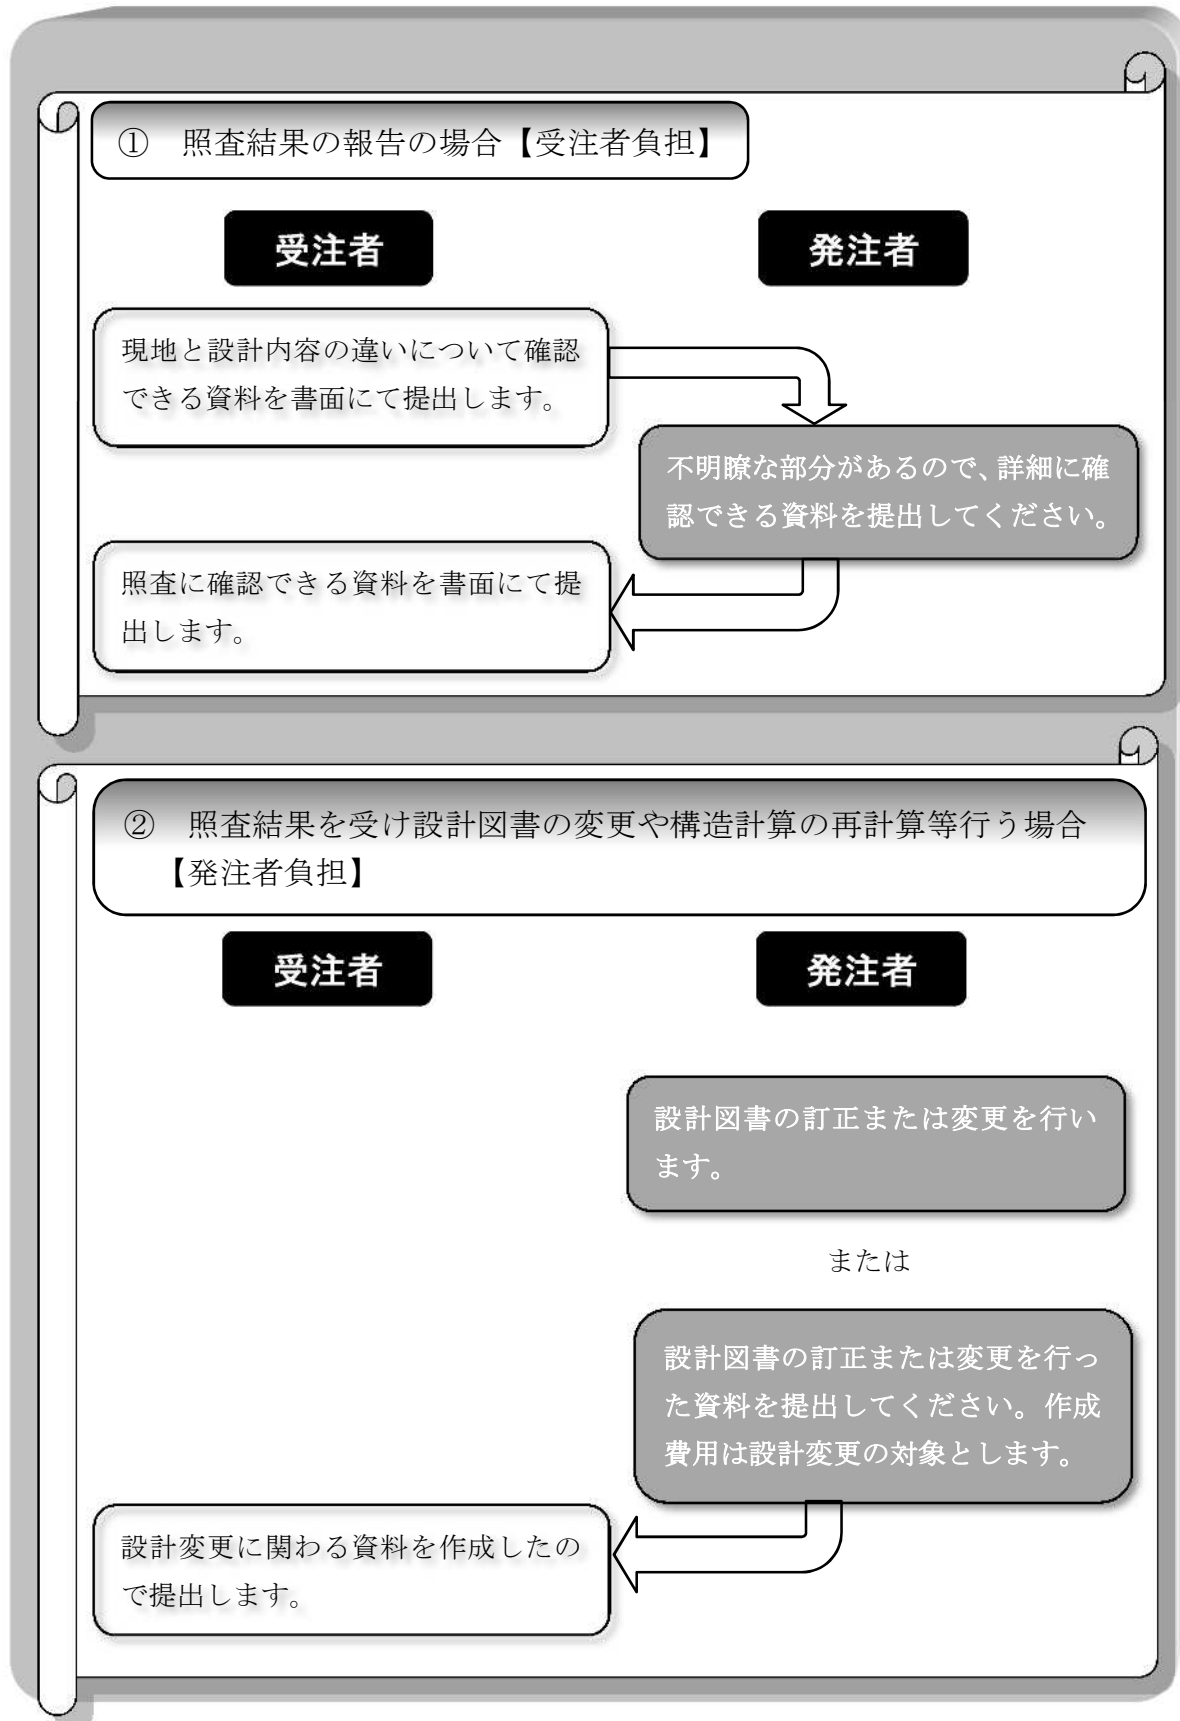 ① 照査結果の報告の場合【受注者負担】
受注者
発注者
現地と設計内容の違いについて確認
できる資料を書面にて提出します。
不明瞭な部分があるので、詳細に確
認できる資料を提出してください。
照査に確認できる資料を書面にて提
出します。
② 照査結果を受け設計図書の変更や構造計算の再計算等行う場合
【発注者負担】
受注者
発注者
設計図書の訂正または変更を行い
ます。
または
設計図書の訂正または変更を行っ
た資料を提出してください。作成
費用は設計変更の対象とします。
設計変更に関わる資料を作成したの
で提出します。